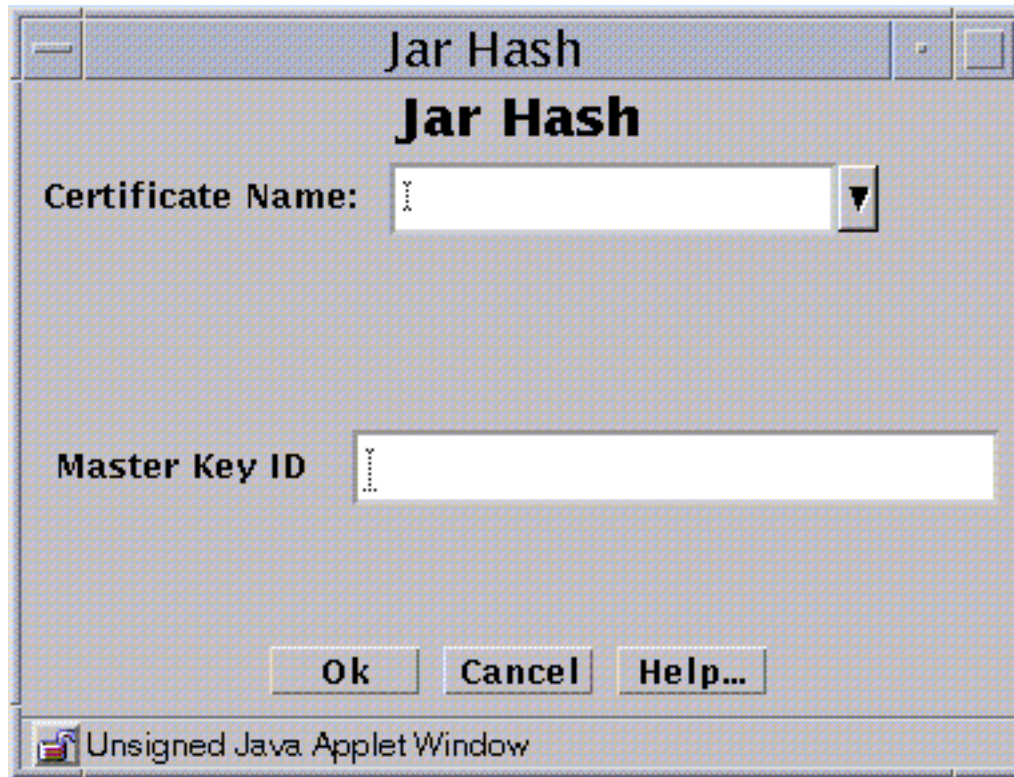 Jar Hash
Jar Hash
Certificate Name:
Master Key ID
Ok Cancel Help...
Unsigned Java Applet Window